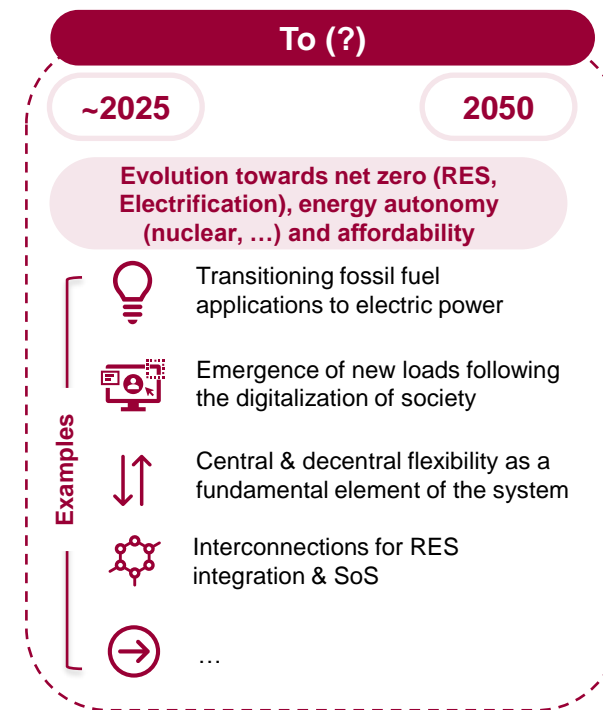 To (?)
~2025
2050
Evolution towards net zero (RES,
Electrification), energy autonomy
(nuclear, …) and affordability
Examples
Transitioning fossil fuel
applications to electric power
Emergence of new loads following
the digitalization of society
Central & decentral flexibility as a
fundamental element of the system
Interconnections for RES
integration & SoS
…